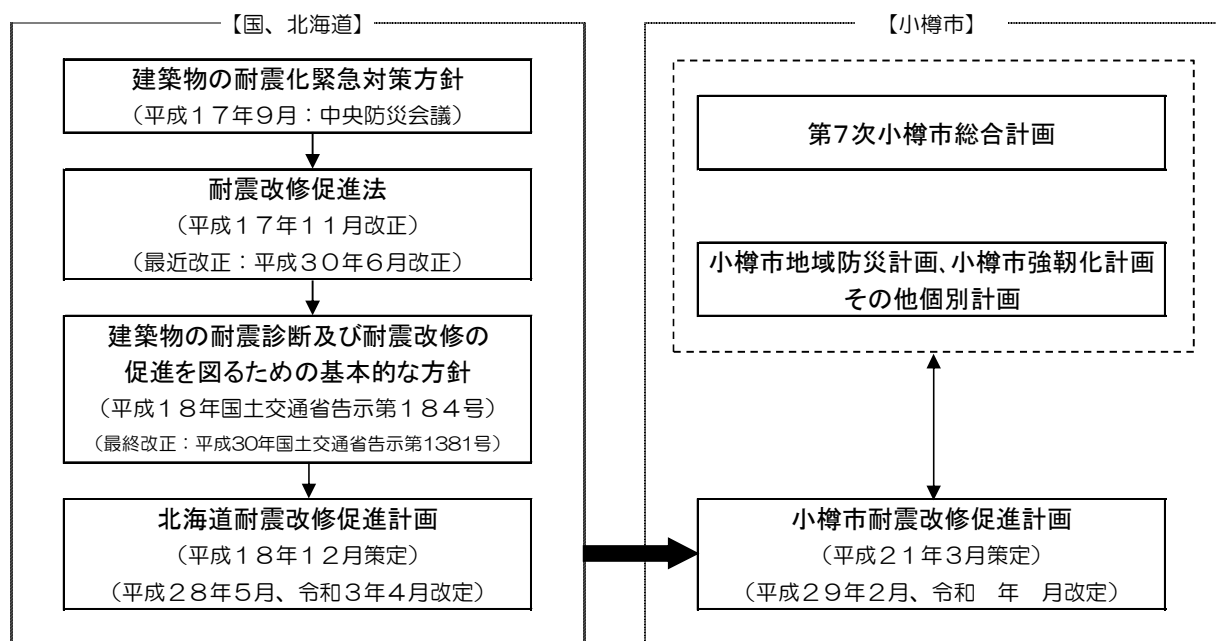 【国、北海道】
建築物の耐震化緊急対策方針
（平成１７年９月：中央防災会議）
耐震改修促進法
（平成１７年１１月改正）
（最近改正：平成３０年６月改正）
建築物の耐震診断及び耐震改修の
促進を図るための基本的な方針
（平成１８年国土交通省告示第１８４号）
（最終改正：平成30年国土交通省告示第1381号）
北海道耐震改修促進計画
（平成１８年１２月策定）
（平成２８年５月、令和３年４月改定）
【小樽市】
第７次小樽市総合計画
小樽市地域防災計画、小樽市強靭化計画
その他個別計画
小樽市耐震改修促進計画
（平成２１年３月策定）
（平成２９年２月、令和　年　月改定）